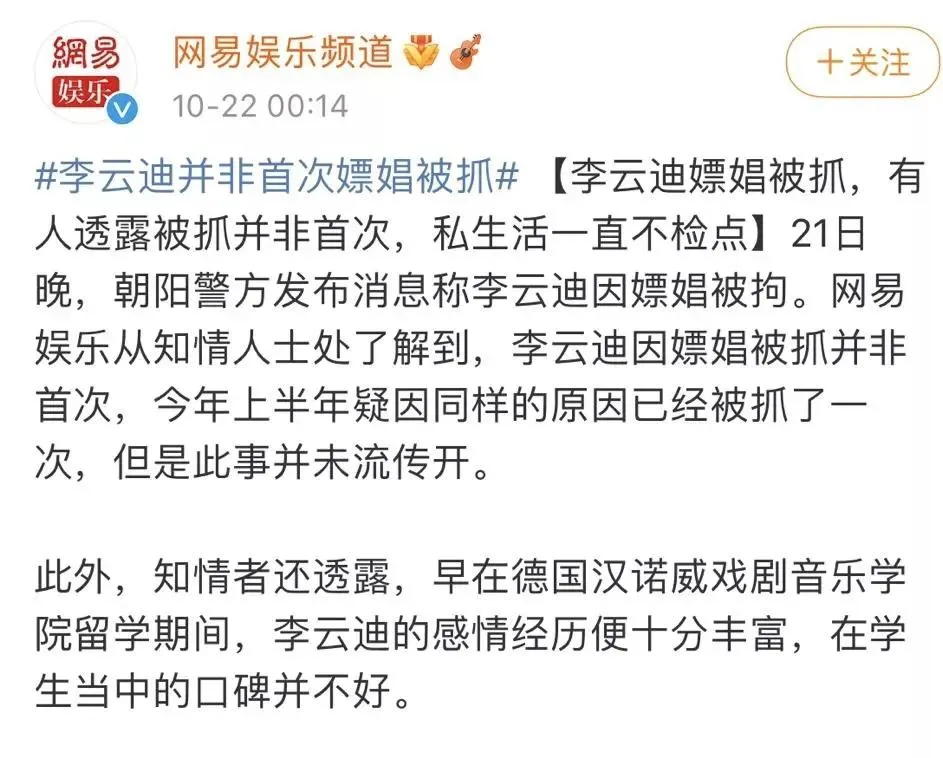 網易
娱乐
网易娱乐频道
10-22 00:14
+关注
#李云迪并非首次嫖娼被抓# 【李云迪嫖娼被抓，有
人透露被抓并非首次，私生活一直不检点】21日
晚，朝阳警方发布消息称李云迪因嫖娼被拘。网易
娱乐从知情人士处了解到，李云迪因嫖娼被抓并非
首次，今年上半年疑因同样的原因已经被抓了一
次，但是此事并未流传开。
此外，知情者还透露，早在德国汉诺威戏剧音乐学
院留学期间，李云迪的感情经历便十分丰富，在学
生当中的口碑并不好。